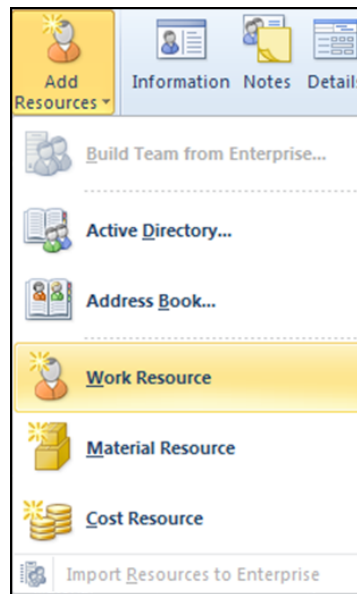 Add
Resources
Information
Notes
Details
Build Team from Enterprise...
Active Directory...
Address Book...
Work Resource
Material Resource
Cost Resource
Import Resources to Enterprise